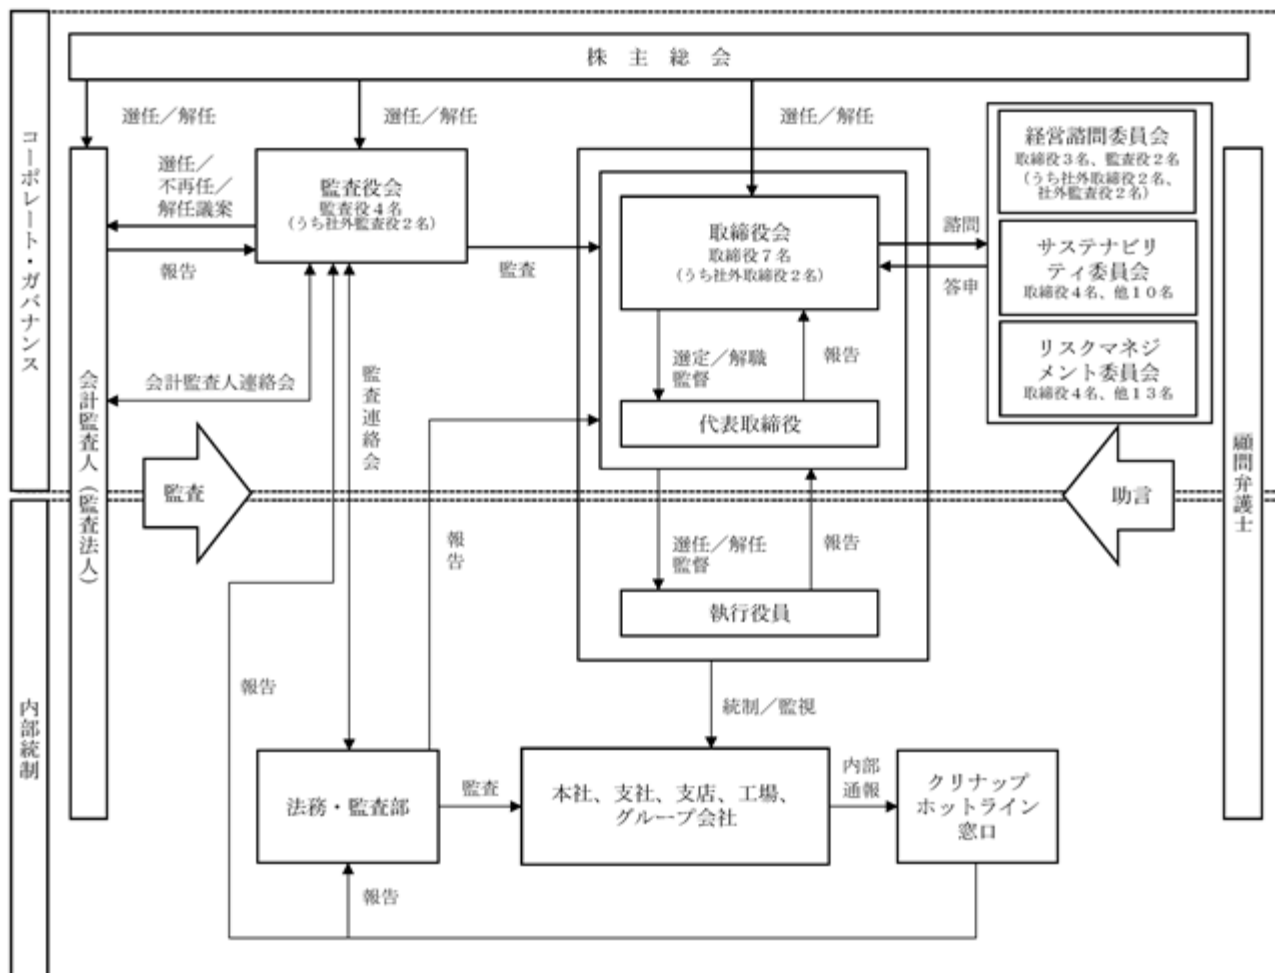 株 主 総 会
コーポレート・ガバナンス
選任／解任
選任／解任
選任／解任
選任／
不再任／
解任議案
報告
監査役会
監査役４名
（うち社外監査役２名）
監査
取締役会
取締役７名
（うち社外取締役２名）
諮問
答申
経営諮問委員会
取締役３名、監査役２名
（うち社外取締役２名、
社外監査役２名）
サステナビリ
ティ委員会
取締役４名、他１０名
リスクマネジ
メント委員会
取締役４名、他１３名
選定／解職
監督
報告
代表取締役
会計監査人連絡会
監査連絡会
会計監査人（監査法人）
顧問弁護士
監査
助言
報告
選任／解任
監督
報告
執行役員
内部統制
報告
統制／監視
法務・監査部
監査
本社、支社、支店、工場、
グループ会社
内部
通報
クリナップ
ホットライン
窓口
報告